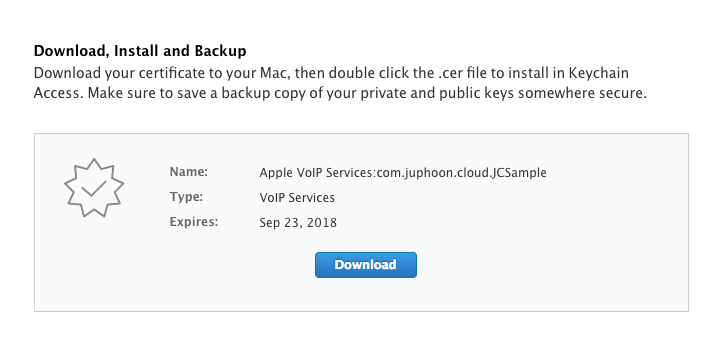 Download, Install and Backup
Download your certificate to your Mac, then double click the .cer file to install in Keychain
Access. Make sure to save a backup copy of your private and public keys somewhere secure.
Name: Apple VoIP Services:com.juphoon.cloud.JCSample
Type: VoIP Services
Expires: Sep 23, 2018
Download